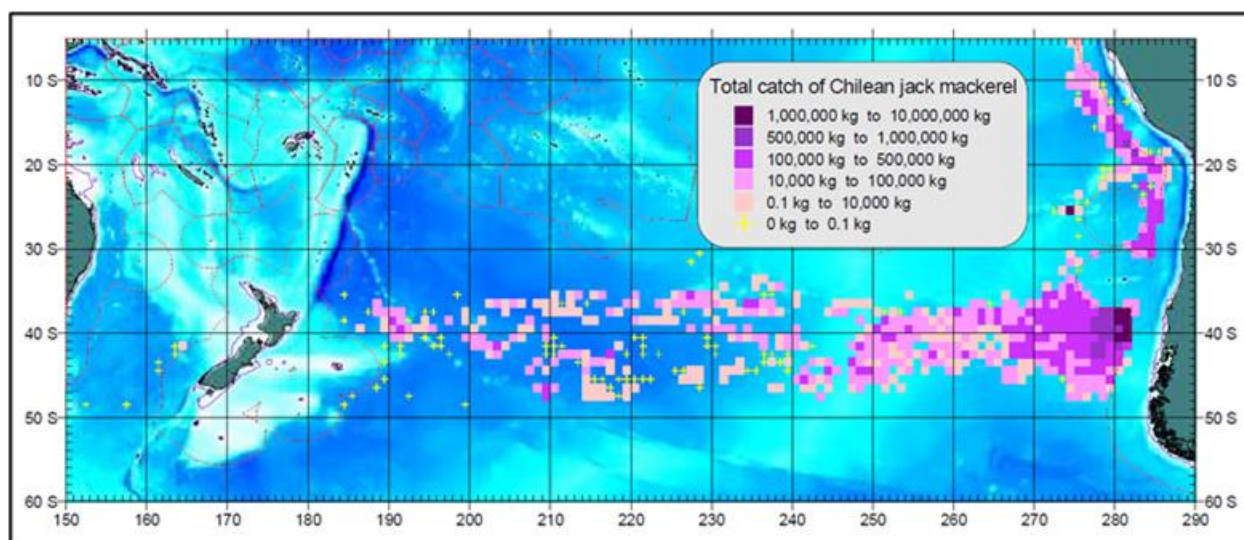 Total catch of Chilean jack mackerel
1,000,000 kg to 10,000,000 kg
500,000 kg to 1,000,000 kg
100,000 kg to 500,000 kg
10,000 kg to 100,000 kg
0.1 kg to 10,000 kg
0 kg to 0.1 kg
10 S 10 S
20 S 20 S
30 S 30 S
40 S 40 S
50 S 50 S
60 S 60 S
150 160 170 180 190 200 210 220 230 240 250 260 270 280 290